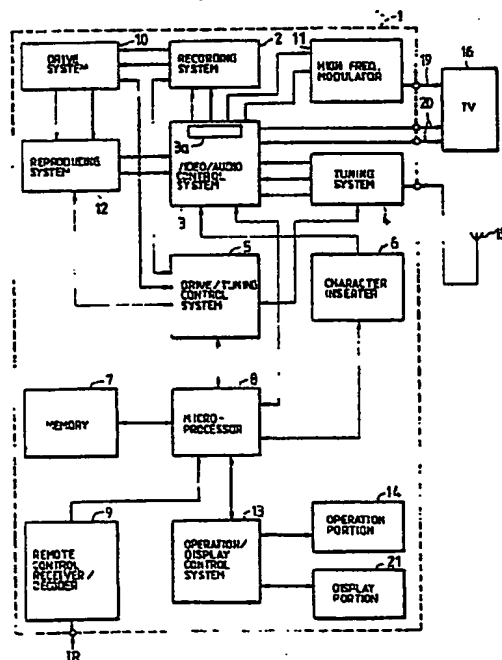 1
10
2
11
16
DRIVE
SYSTEM
RECORDING
SYSTEM
HIGH FREQ.
MODULATOR
19
TV
20
3a
REPRODUCING
SYSTEM
VIDEO/AUDIO
CONTROL
SYSTEM
TUNING
SYSTEM
12
3
4
15
5
6
DRIVE/TUNING
CONTROL
SYSTEM
CHARACTER
INSERTER
7
8
MEMORY
MICRO-
PROCESSOR
9
13
14
REMOTE
CONTROL
RECEIVER/
DECODER
OPERATION/
DISPLAY CONTROL
SYSTEM
OPERATION
PORTION
21
DISPLAY
PORTION
IR